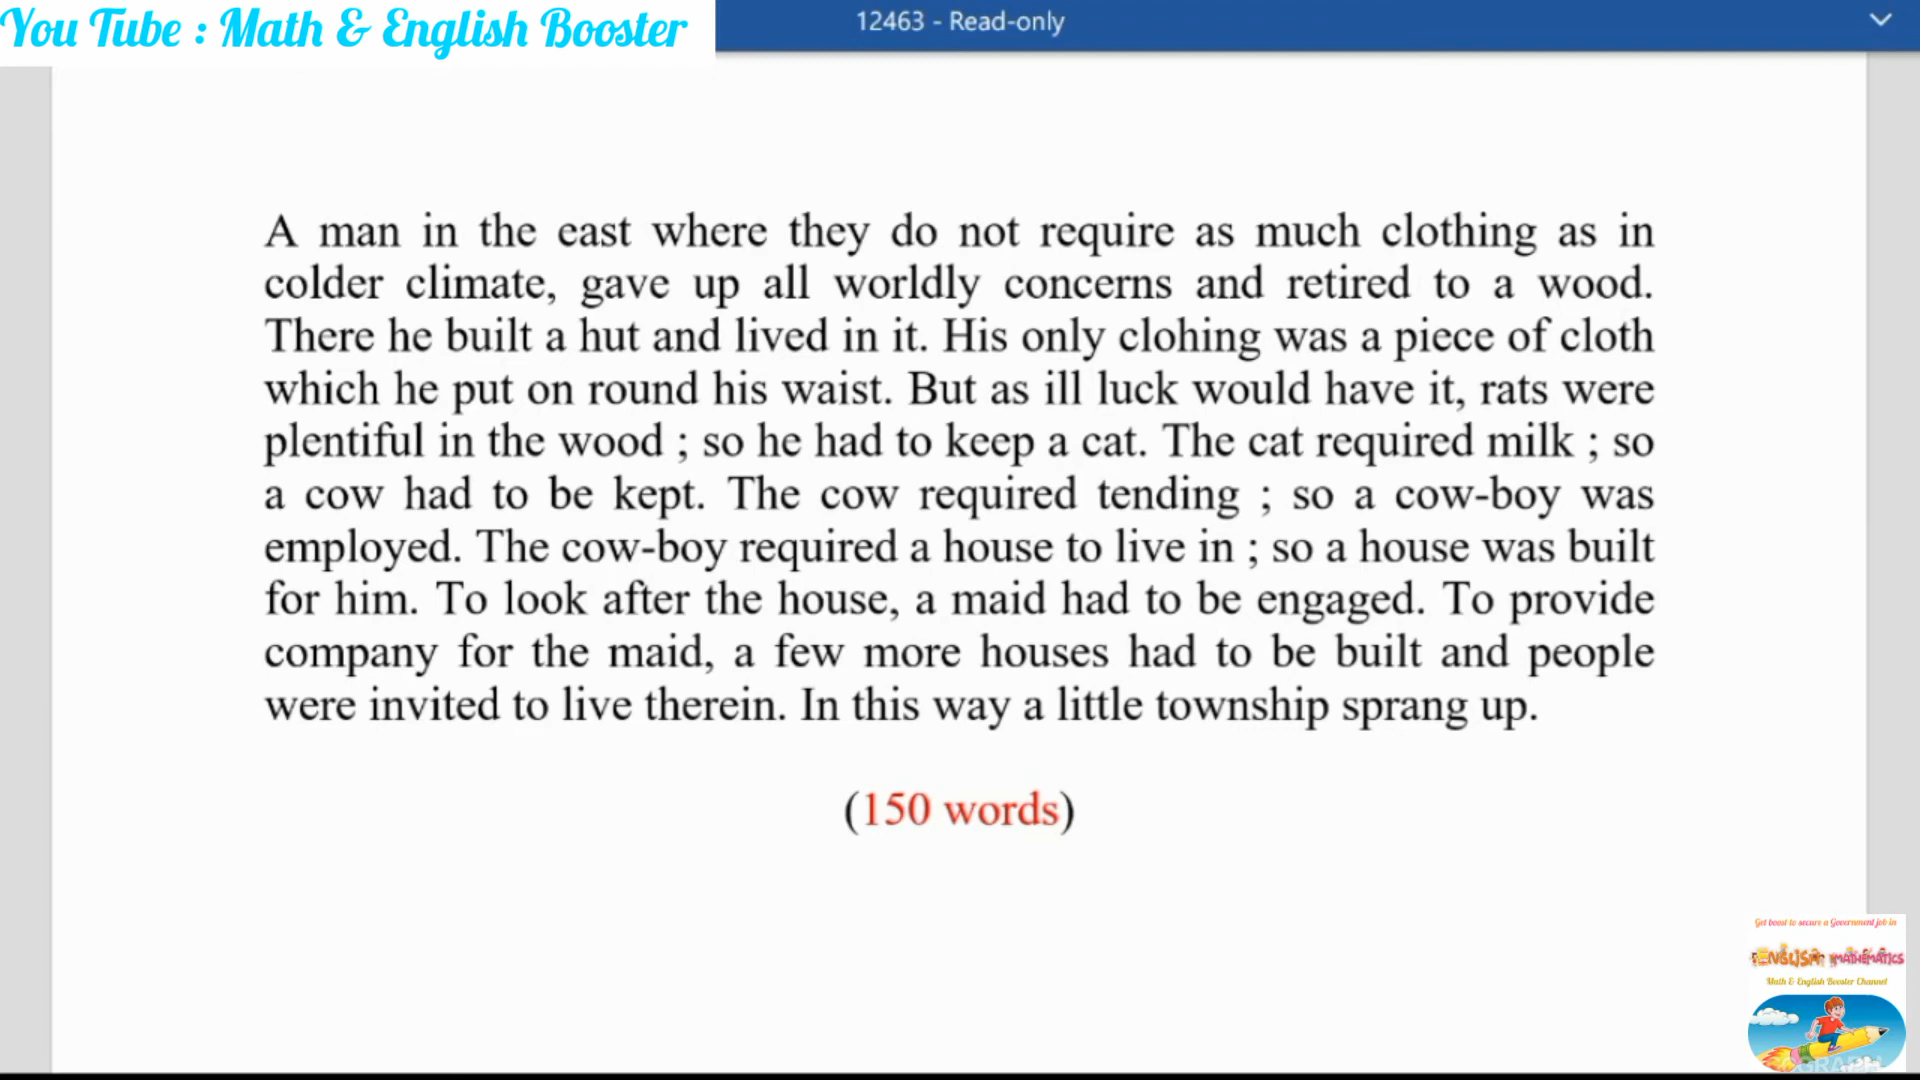 You Tube : Math & English Booster
12463 - Read-only
A man in the east where they do not require as much clothing as in
colder climate, gave up all worldly concerns and retired to a wood.
There he built a hut and lived in it. His only clohing was a piece of cloth
which he put on round his waist. But as ill luck would have it, rats were
plentiful in the wood ; so he had to keep a cat. The cat required milk ; so
a cow had to be kept. The cow required tending ; so a cow-boy was
employed. The cow-boy required a house to live in ; so a house was built
for him. To look after the house, a maid had to be engaged. To provide
company for the maid, a few more houses had to be built and people
were invited to live therein. In this way a little township sprang up.
(150 words)
Get boost to secure a Government job in
ENGLISH MATHEMATICS
Math & English Booster Channel